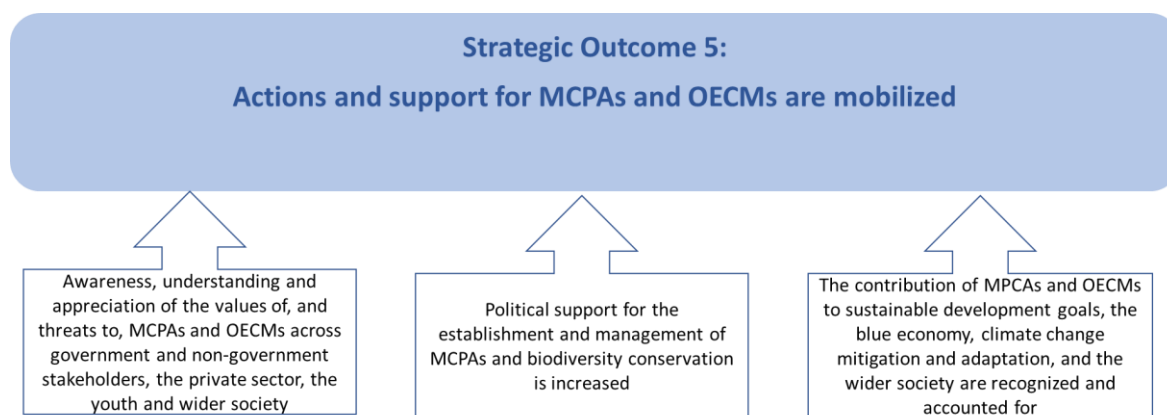 Strategic Outcome 5:
Actions and support for MCPAs and OECMs are mobilized
Awareness, understanding and
appreciation of the values of, and
threats to, MCPAs and OECMs across
government and non-government
stakeholders, the private sector, the
youth and wider society
Political support for the
establishment and management of
MCPAs and biodiversity conservation
is increased
The contribution of MPCAs and OECMs
to sustainable development goals, the
blue economy, climate change
mitigation and adaptation, and the
wider society are recognized and
accounted for